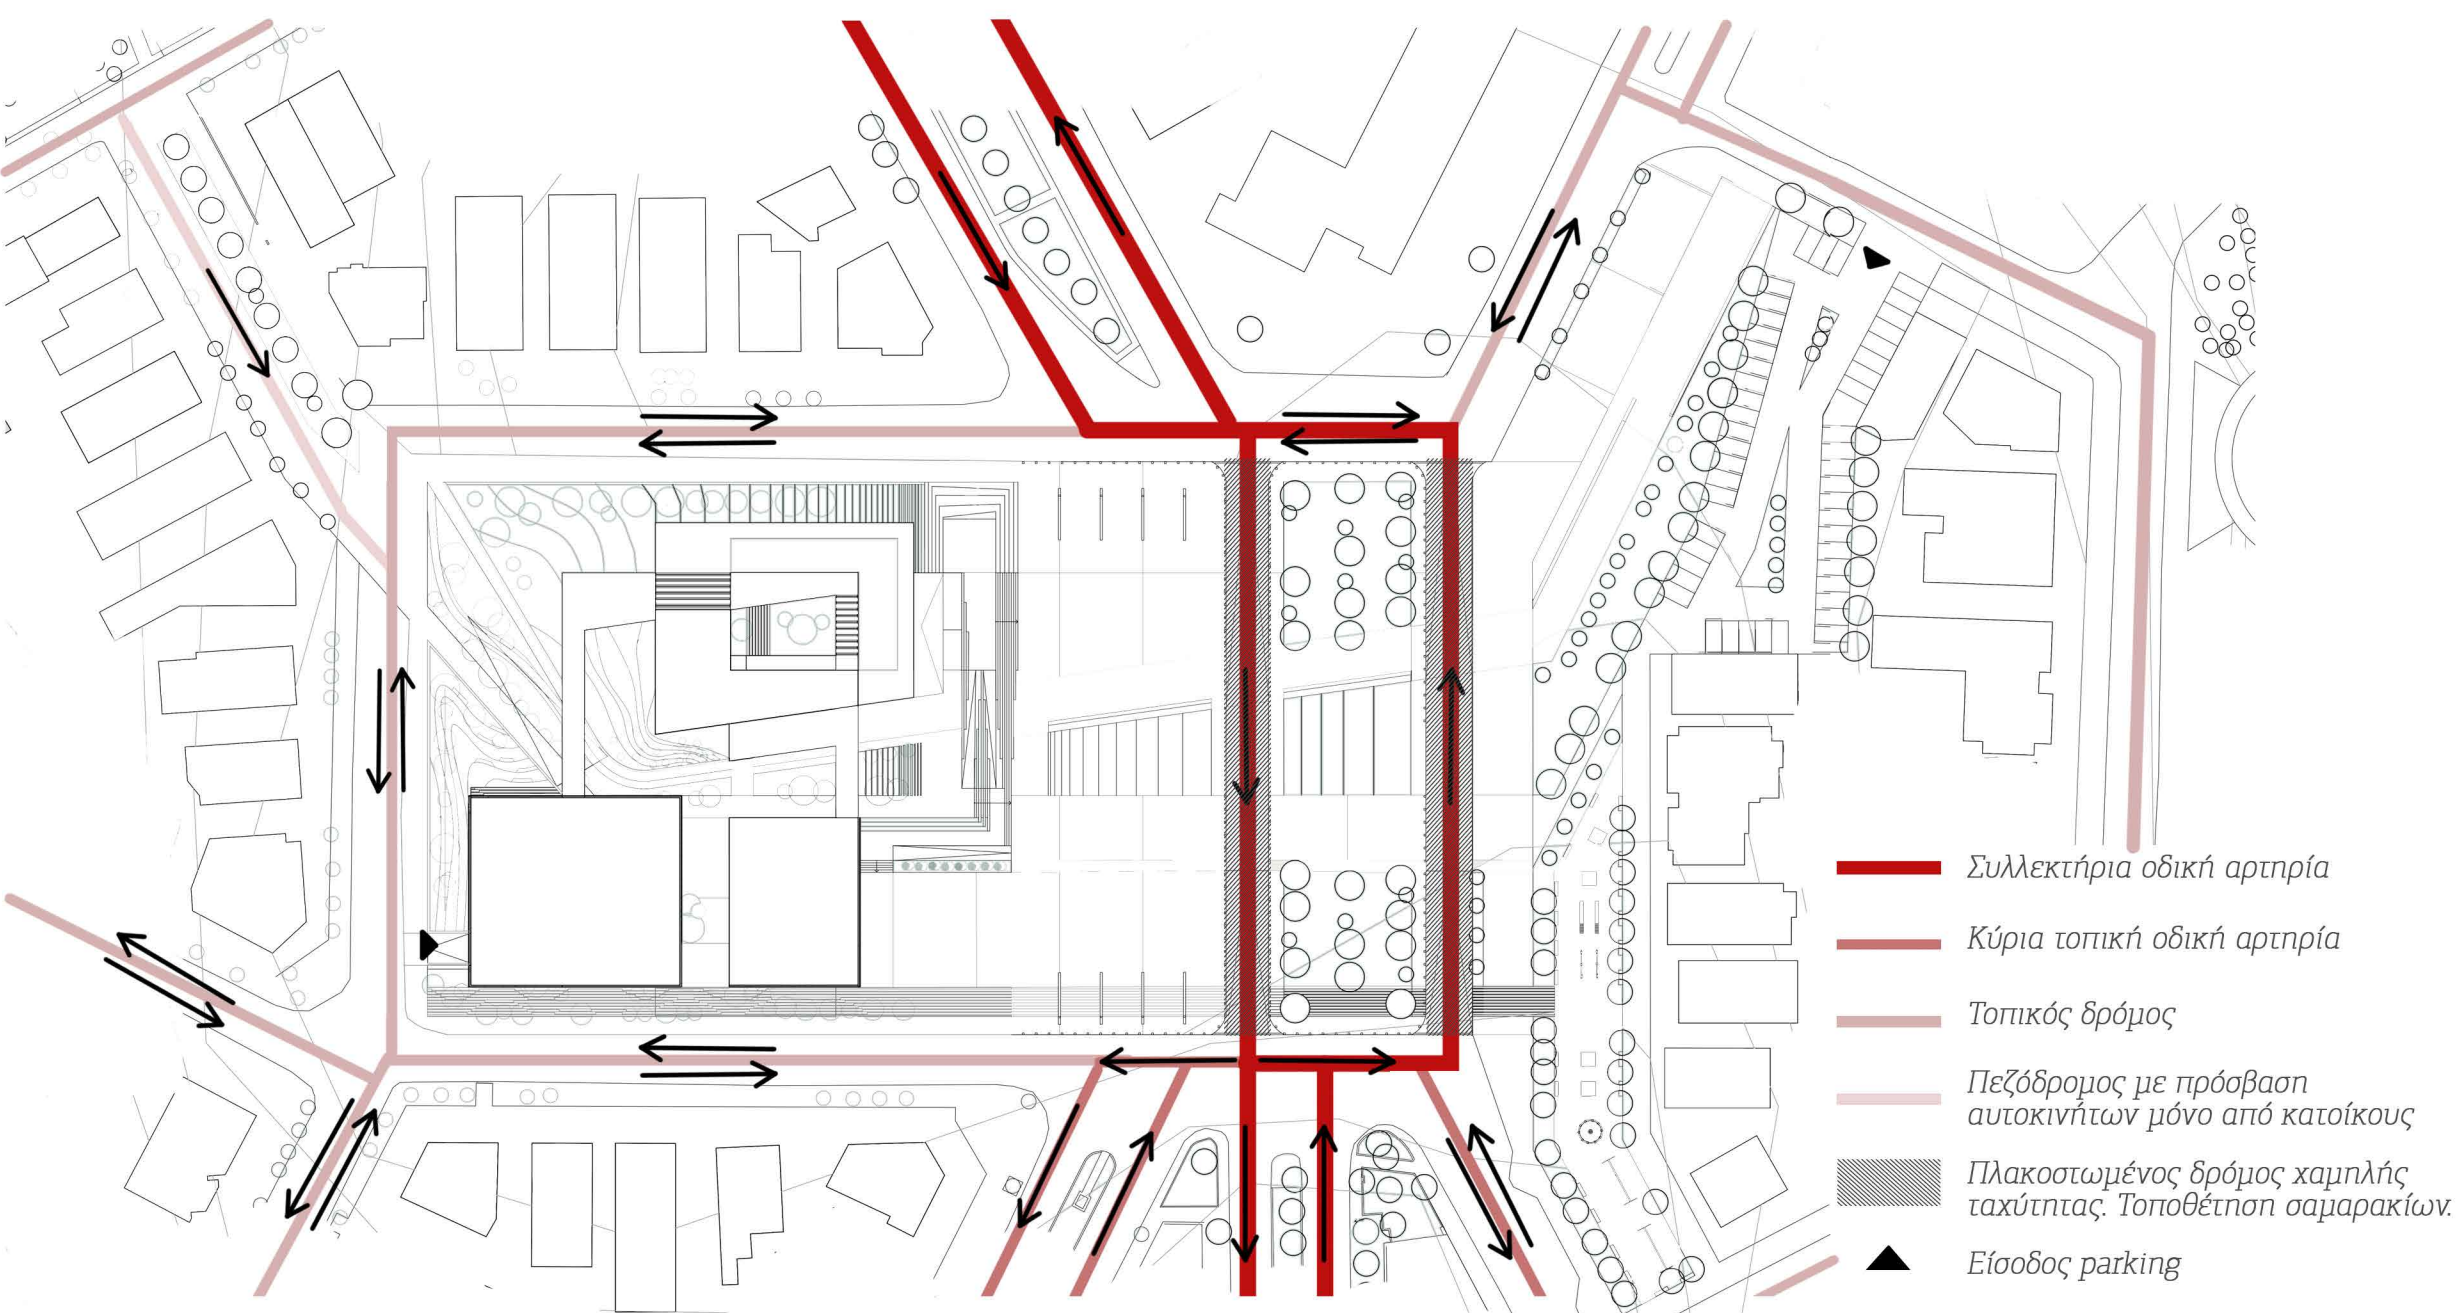 Συλλεκτήρια οδική αρτηρία
Κύρια τοπική οδική αρτηρία
Τοπικός δρόμος
Πεζόδρομος με πρόσβαση
αυτοκινήτων μόνο από κατοίκους
Πλακοστωμένος δρόμος χαμηλής
ταχύτητας. Τοποθέτηση σαμαρακίων.
Είσοδος parking